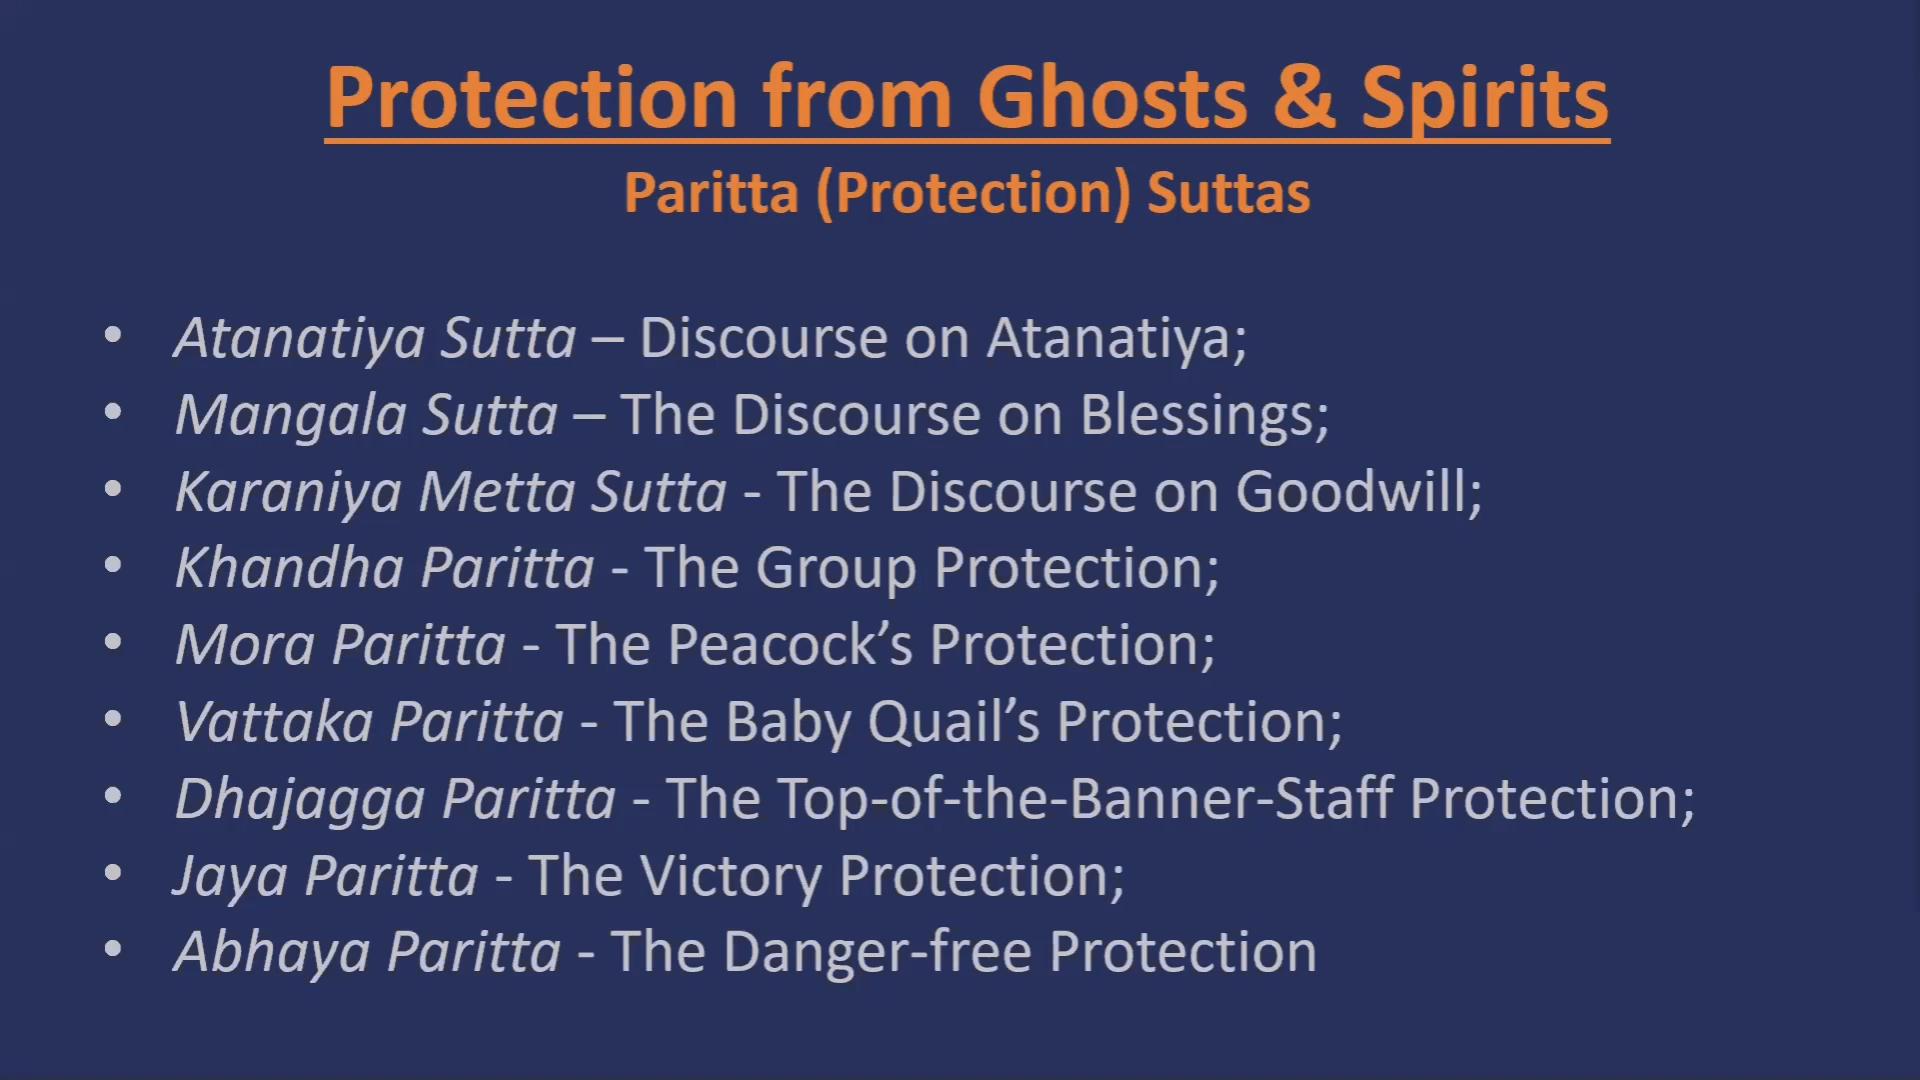 Protection from Ghosts & Spirits
Paritta (Protection) Suttas
• Atanatiya Sutta – Discourse on Atanatiya;
• Mangala Sutta – The Discourse on Blessings;
• Karaniya Metta Sutta - The Discourse on Goodwill;
• Khandha Paritta - The Group Protection;
• Mora Paritta - The Peacock’s Protection;
• Vattaka Paritta - The Baby Quail’s Protection;
• Dhajagga Paritta - The Top-of-the-Banner-Staff Protection;
• Jaya Paritta - The Victory Protection;
• Abhaya Paritta - The Danger-free Protection